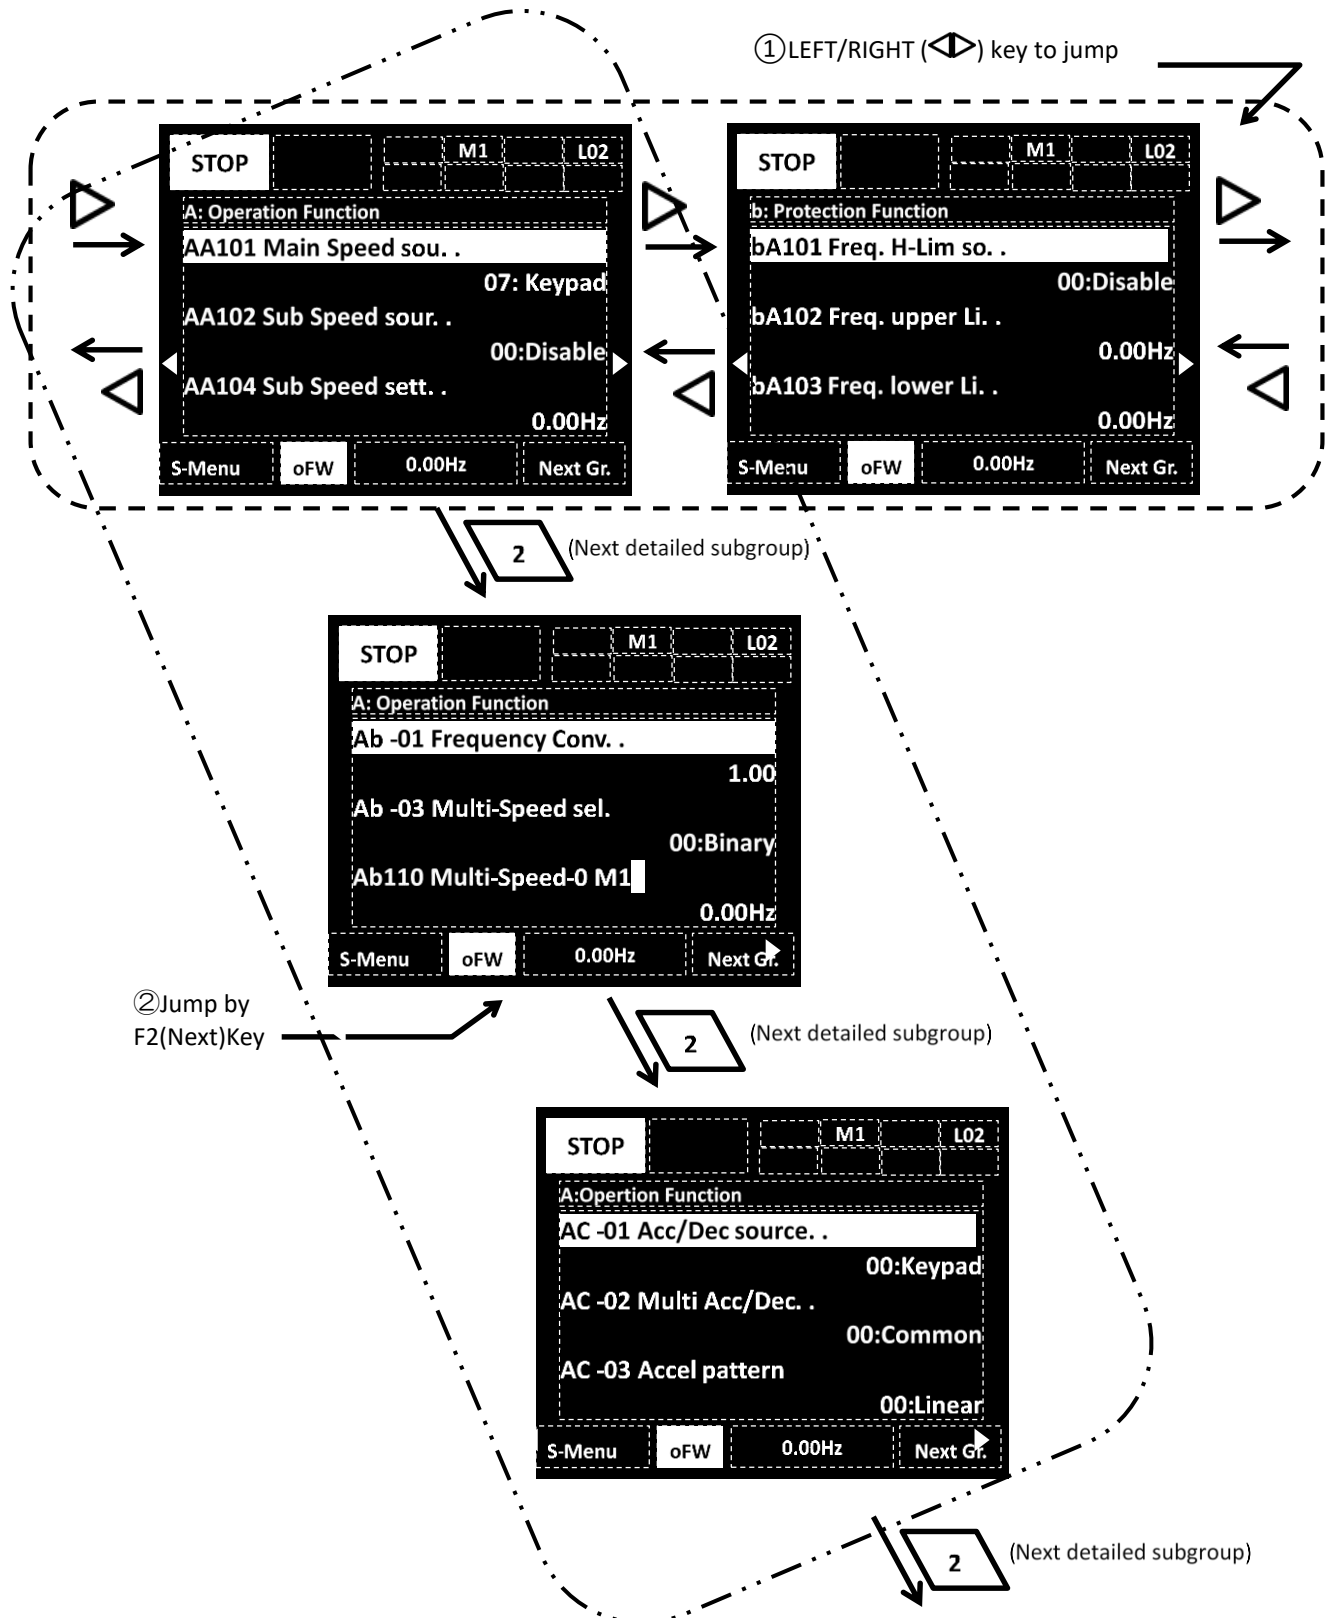 ①LEFT/RIGHT (◁▷) key to jump
STOP
M1
L02
A: Operation Function
AA101 Main Speed sou. .
07: Keypad
AA102 Sub Speed sour. .
00:Disable
AA104 Sub Speed sett. .
0.00Hz
S-Menu
oFW
0.00Hz
Next Gr.
STOP
M1
L02
b: Protection Function
bA101 Freq. H-Lim so. .
00:Disable
bA102 Freq. upper Li. .
0.00Hz
bA103 Freq. lower Li. .
0.00Hz
S-Menu
oFW
0.00Hz
Next Gr.
2
(Next detailed subgroup)
STOP
M1
L02
A: Operation Function
Ab -01 Frequency Conv. .
1.00
Ab -03 Multi-Speed sel.
00:Binary
Ab110 Multi-Speed-0 M1
0.00Hz
S-Menu
oFW
0.00Hz
Next Gr.
②Jump by
F2(Next)Key
2
(Next detailed subgroup)
STOP
M1
L02
A:Opertion Function
AC -01 Acc/Dec source. .
00:Keypad
AC -02 Multi Acc/Dec. .
00:Common
AC -03 Accel pattern
00:Linear
S-Menu
oFW
0.00Hz
Next Gr.
2
(Next detailed subgroup)